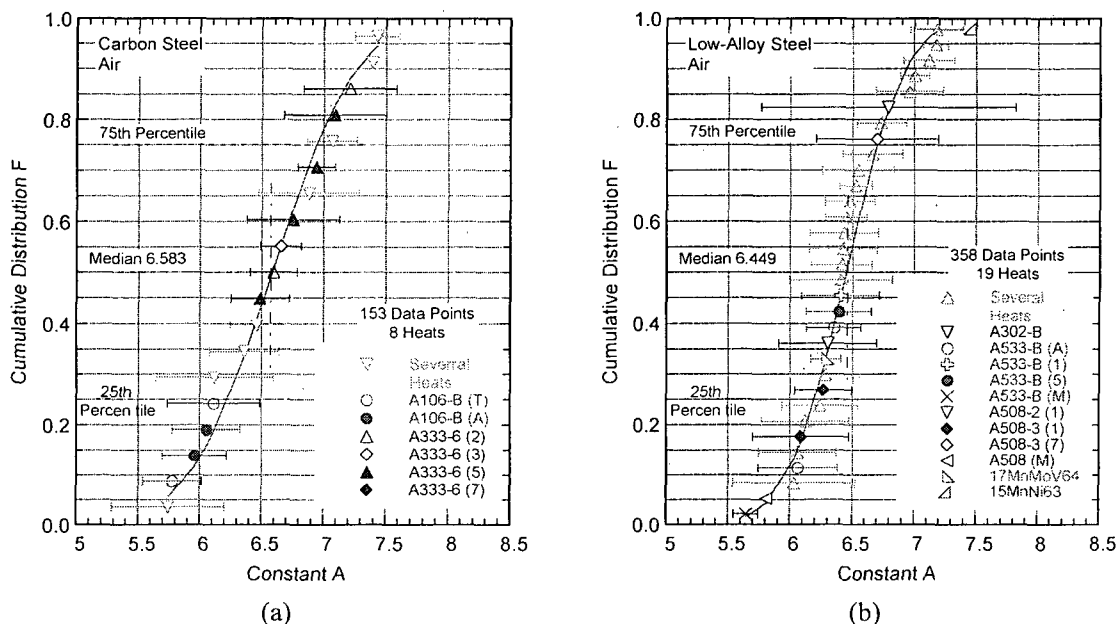 Carbon Steel
Air
75th Percentile
Median 6.583
153 Data Points
8 Heats
Severral
Heats
A106-B (T)
A106-B (A)
A333-6 (2)
A333-6 (3)
A333-6 (5)
A333-6 (7)
25th
Percen tile
Cumulative Distribution F
1.0
0.8
0.6
0.4
0.2
0.0
5
5.5
6
6.5
7
7.5
8
8.5
Constant A
(a)
Low-Alloy Steel
Air
75th Percentile
Median 6.449
358 Data Points
19 Heats
Several
Heats
A302-B
A533-B (A)
A533-B (1)
A533-B (5)
A533-B (M)
A508-2 (1)
A508-3 (1)
A508-3 (7)
A508 (M)
17MnMoV64
15MnNi63
25th
Percen tile
Cumulative Distribution F
1.0
0.8
0.6
0.4
0.2
0.0
5
5.5
6
6.5
7
7.5
8
8.5
Constant A
(b)